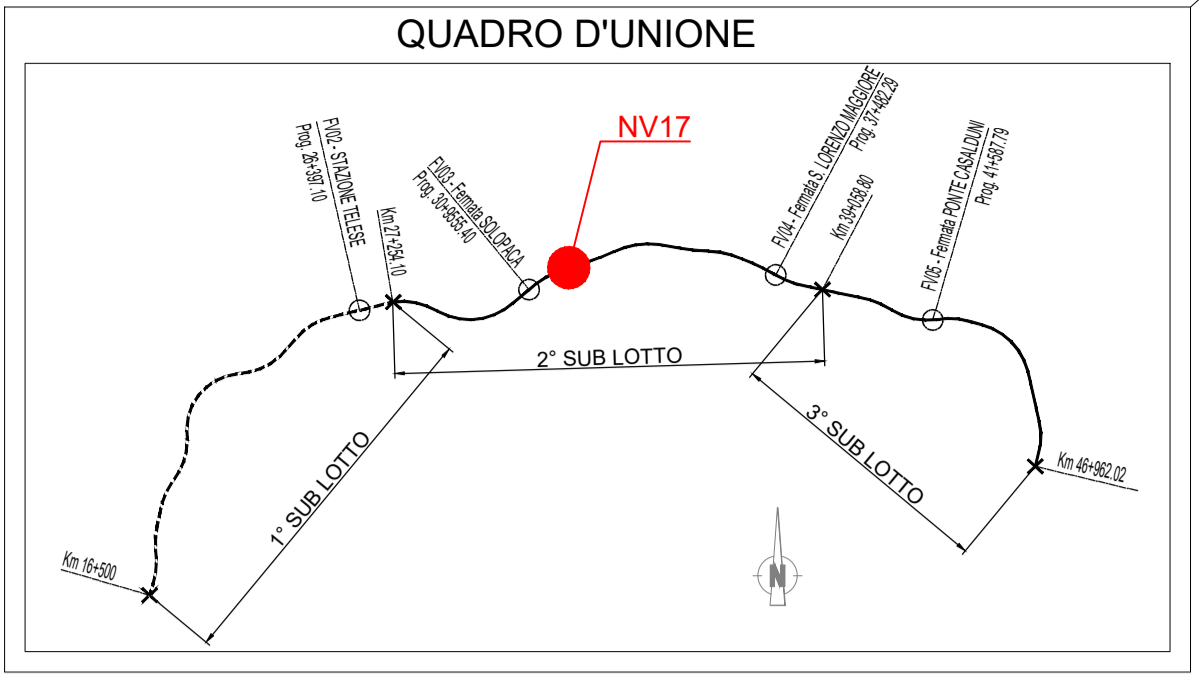 QUADRO D'UNIONE
FV02 - STAZIONE TELESE
Prog. 26+397.10
Km 27+254.10
FV03 - Fermata SOLOPACA
Prog. 30+9555.40
NV17
FV04 - Fermata S. LORENZO MAGGIORE
Prog. 37+482.29
Km 39+058.80
FV05 - Fermata PONTE CASALDUNI
Prog. 41+587.79
2° SUB LOTTO
1° SUB LOTTO
3° SUB LOTTO
Km 16+500
Km 46+962.02
N